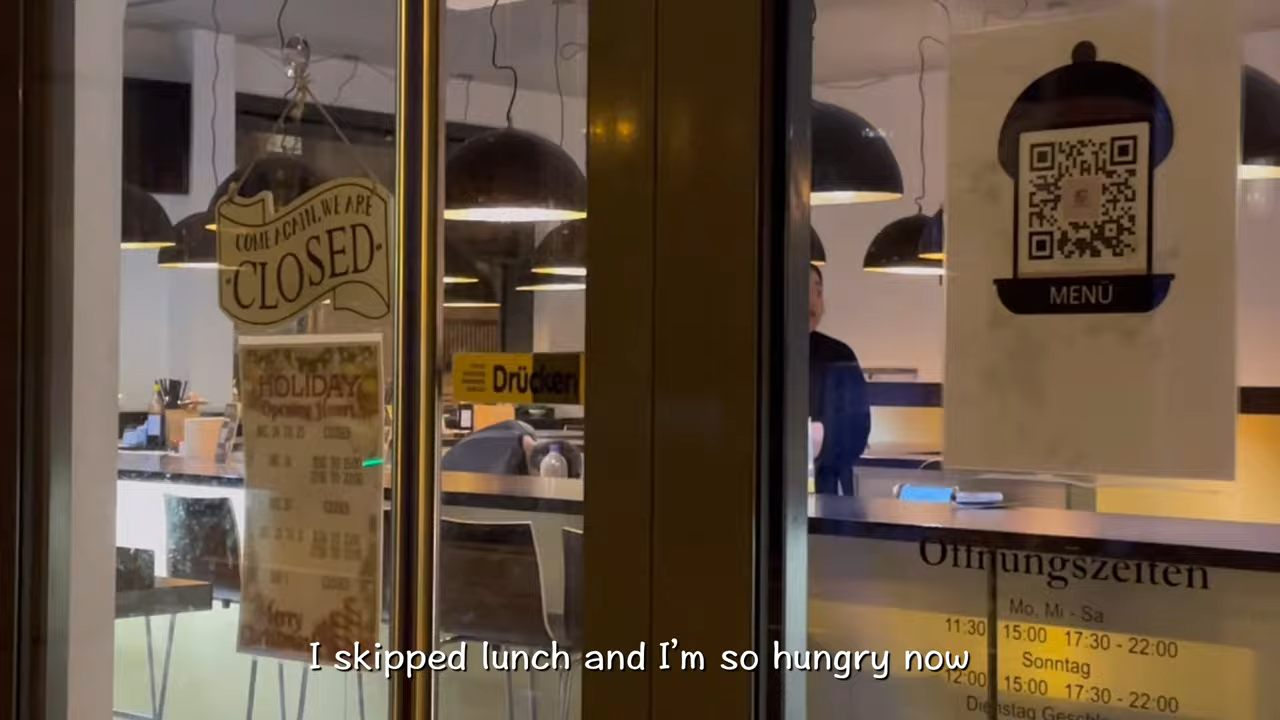 COME AGAIN, WE ARE
CLOSED
HOLIDAY
Opening Hours
CLOSED
Merry
Christmas
Drücken
MENÜ
Öffnungszeiten
Mo, Mi - Sa
11:30 15:00 17:30 - 22:00
Sonntag
12:00 15:00 17:30 - 22:00
Dienstag
I skipped lunch and I'm so hungry now